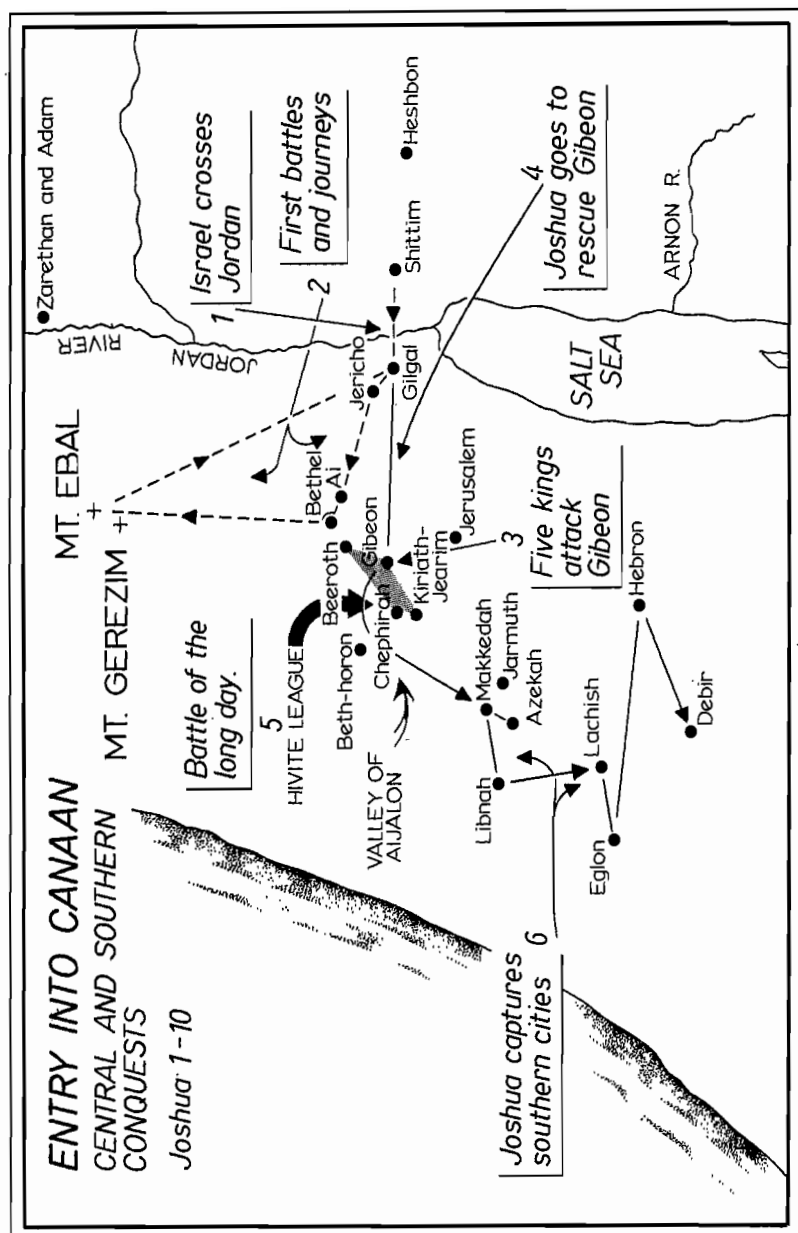 ENTRY INTO CANAAN
CENTRAL AND SOUTHERN
CONQUESTS
Joshua 1-10
MT. EBAL
MT. GEREZIM
Zarethan and Adam
RIVER
JORDAN
1
Israel crosses
Jordan
2
First battles
and journeys
Heshbon
Shittim
Jericho
Gilgal
Bethel
Ai
Battle of the
long day.
5
HIVITE LEAGUE
Beeroth
Gibeon
Beth-horon
Chephirah
Kiriath-
Jearim
Jerusalem
VALLEY OF
AIJALON
4
Joshua goes to
rescue Gibeon
3
Five kings
attack
Gibeon
SALT
SEA
ARNON R.
Makkedah
Jarmuth
Azekah
Libnah
Lachish
Eglon
Hebron
Debir
Joshua captures
southern cities
6